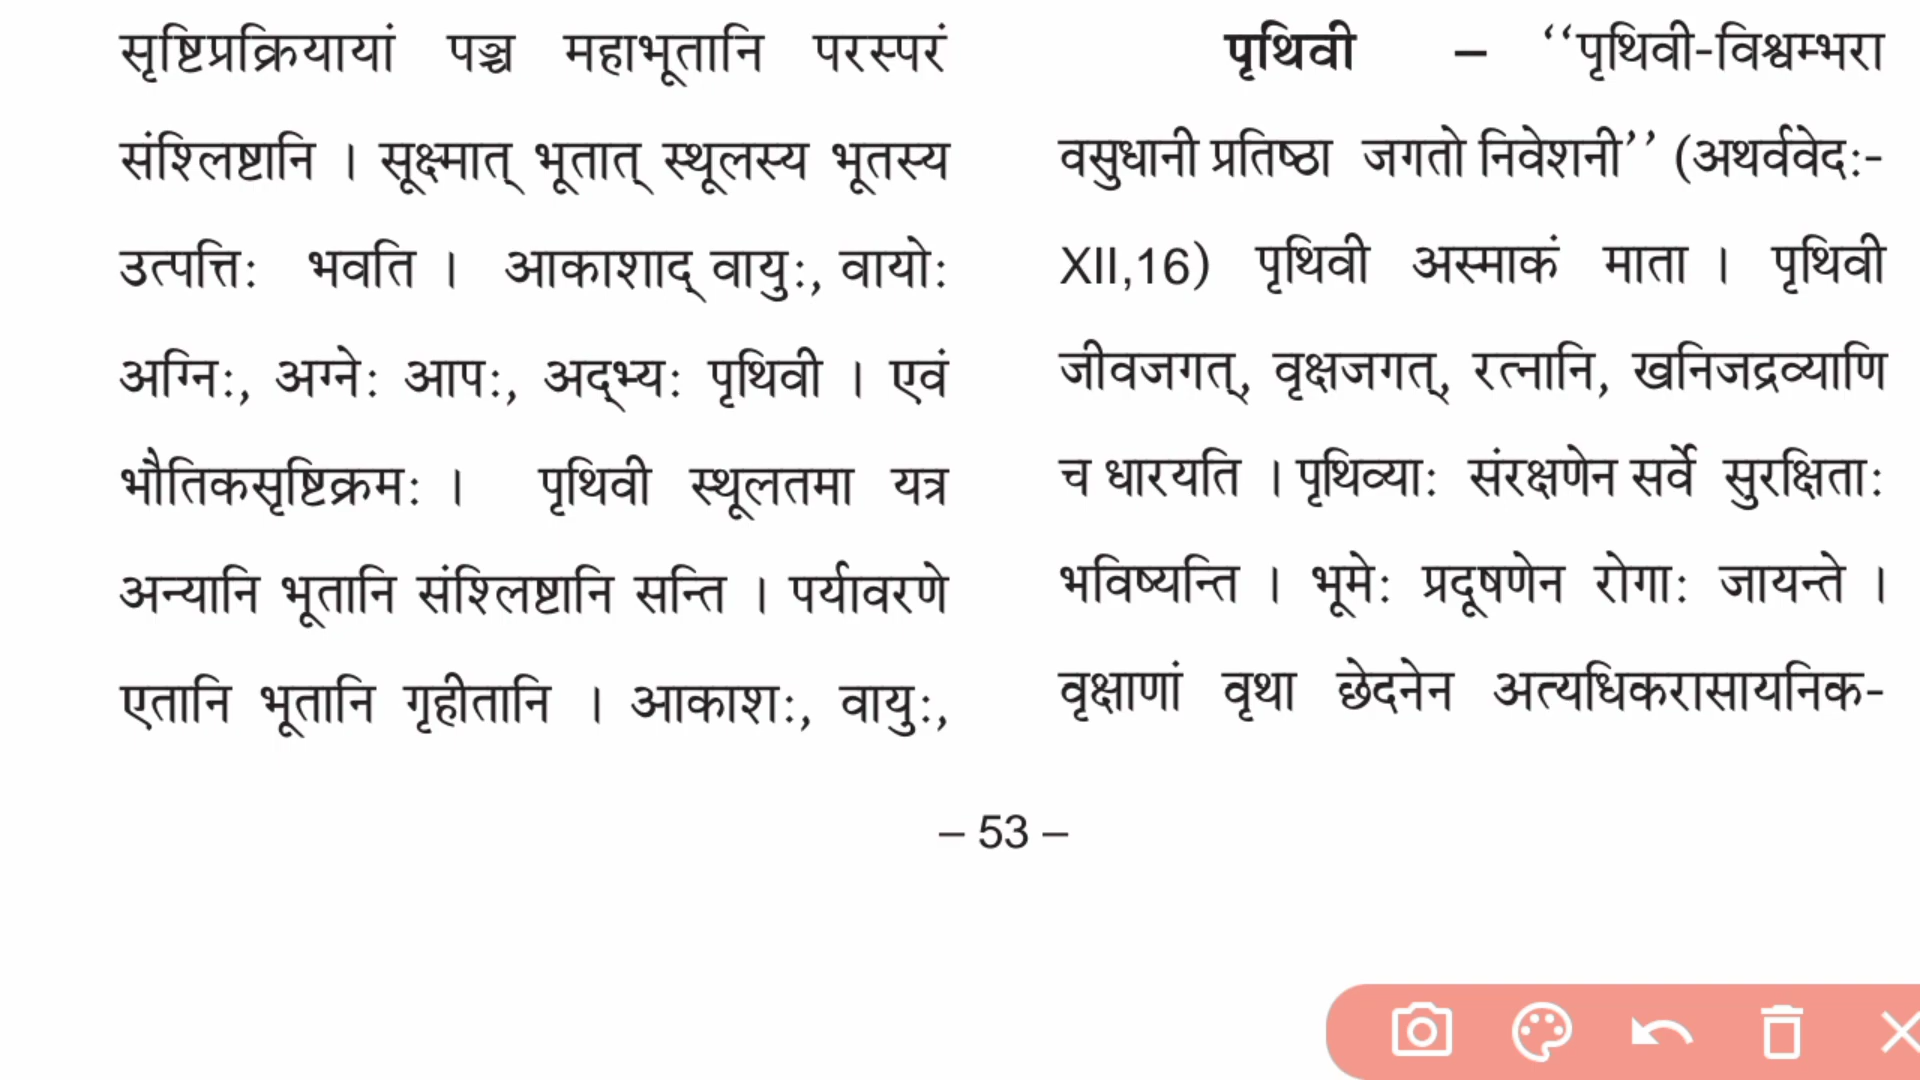 सृष्टिप्रक्रियायां पञ्च महाभूतानि परस्परं
संश्लिष्टानि । सूक्ष्मात् भूतात् स्थूलस्य भूतस्य
उत्पत्तिः भवति । आकाशाद् वायुः, वायोः
अग्निः, अग्नेः आपः, अद्भ्यः पृथिवी । एवं
भौतिकसृष्टिक्रमः । पृथिवी स्थूलतमा यत्र
अन्यानि भूतानि संश्लिष्टानि सन्ति । पर्यावरणे
एतानि भूतानि गृहीतानि । आकाशः, वायुः,
पृथिवी – ‘‘पृथिवी-विश्वम्भरा
वसुधानी प्रतिष्ठा जगतो निवेशनी’’ (अथर्ववेदः-
XII,16) पृथिवी अस्माकं माता । पृथिवी
जीवजगत्, वृक्षजगत्, रत्नानि, खनिजद्रव्याणि
च धारयति । पृथिव्याः संरक्षणेन सर्वे सुरक्षिताः
भविष्यन्ति । भूमेः प्रदूषणेन रोगाः जायन्ते ।
वृक्षाणां वृथा छेदनेन अत्यधिकरासायनिक-
– 53 –